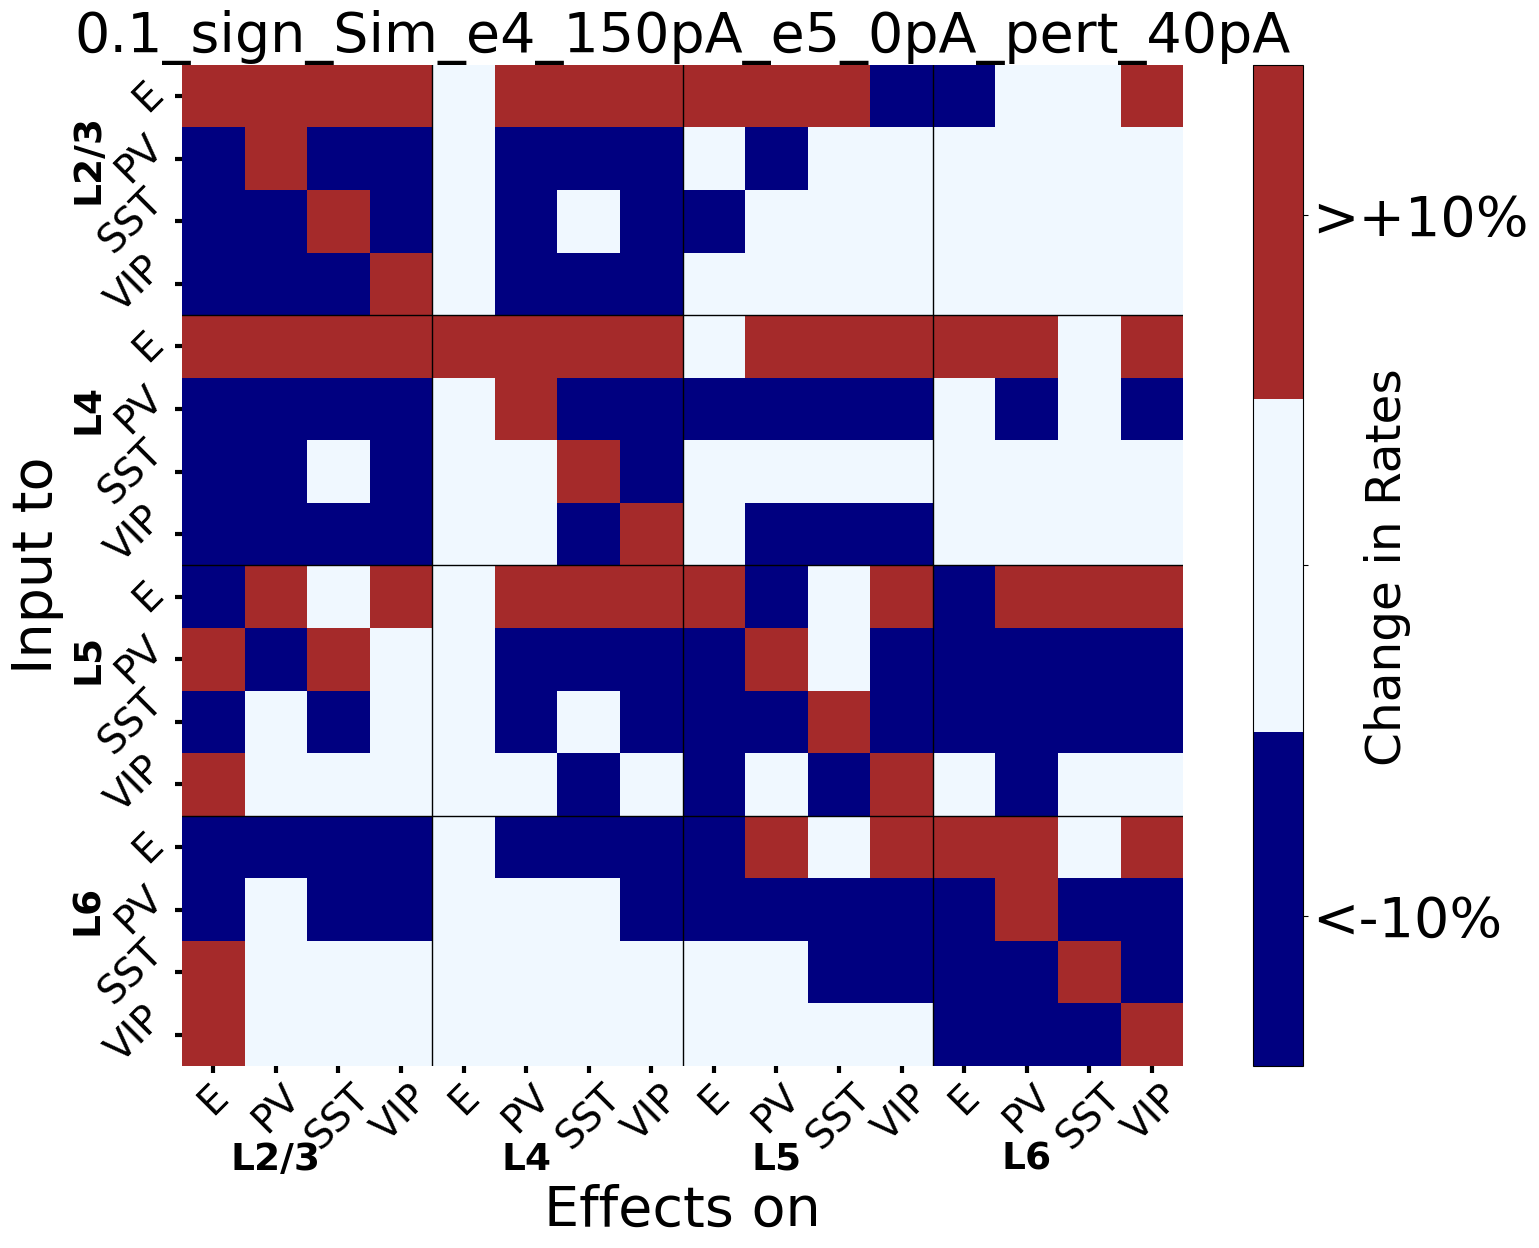 0.1_sign_Sim_e4_150pA_e5_0pA_pert_40pA
Input to
L2/3
E
PV
SST
VIP
L4
E
PV
SST
VIP
L5
E
PV
SST
VIP
L6
E
PV
SST
VIP
E
PV
SST
VIP
E
PV
SST
VIP
E
PV
SST
VIP
E
PV
SST
VIP
L2/3
L4
L5
L6
Effects on
>+10%
<-10%
Change in Rates